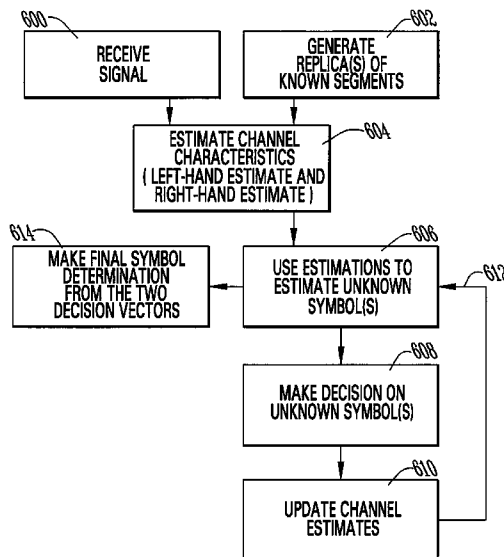 600
RECEIVE
SIGNAL
602
GENERATE
REPLICA(S) OF
KNOWN SEGMENTS
604
ESTIMATE CHANNEL
CHARACTERISTICS
( LEFT-HAND ESTIMATE AND
RIGHT-HAND ESTIMATE )
614
MAKE FINAL SYMBOL
DETERMINATION
FROM THE TWO
DECISION VECTORS
606
USE ESTIMATIONS TO
ESTIMATE UNKNOWN
SYMBOL(S)
612
608
MAKE DECISION ON
UNKNOWN SYMBOL(S)
610
UPDATE CHANNEL
ESTIMATES